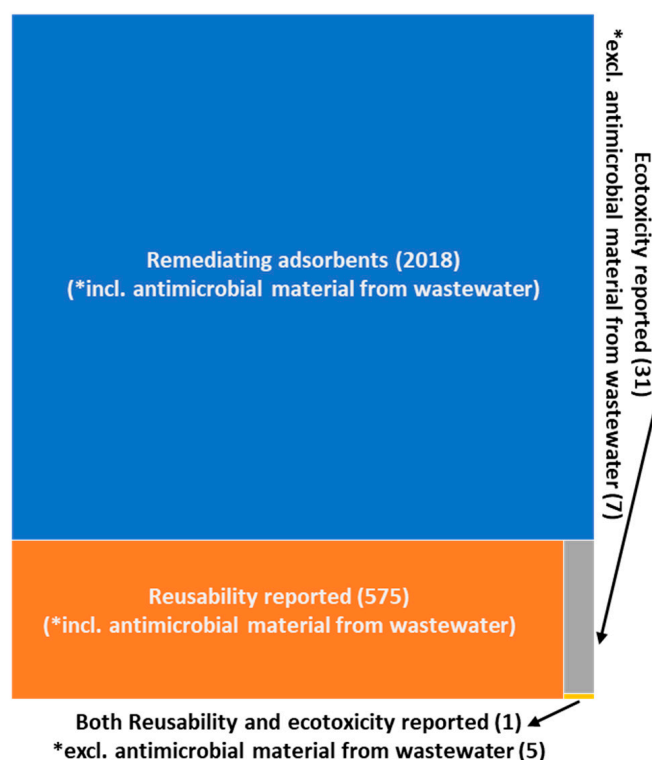 Remediating adsorbents (2018)
(*incl. antimicrobial material from wastewater)
Ecotoxicity reported (31)
*excl. antimicrobial material from wastewater (7)
Reusability reported (575)
(*incl. antimicrobial material from wastewater)
Both Reusability and ecotoxicity reported (1)
*excl. antimicrobial material from wastewater (5)